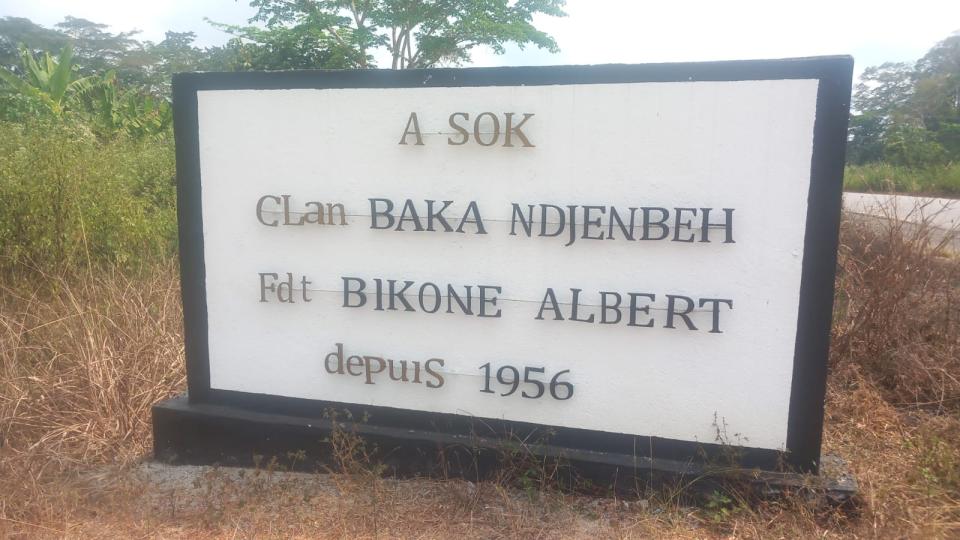 A SOK
CLan BAKA NDJENBEH
Fdt BIKONE ALBERT
depuis 1956